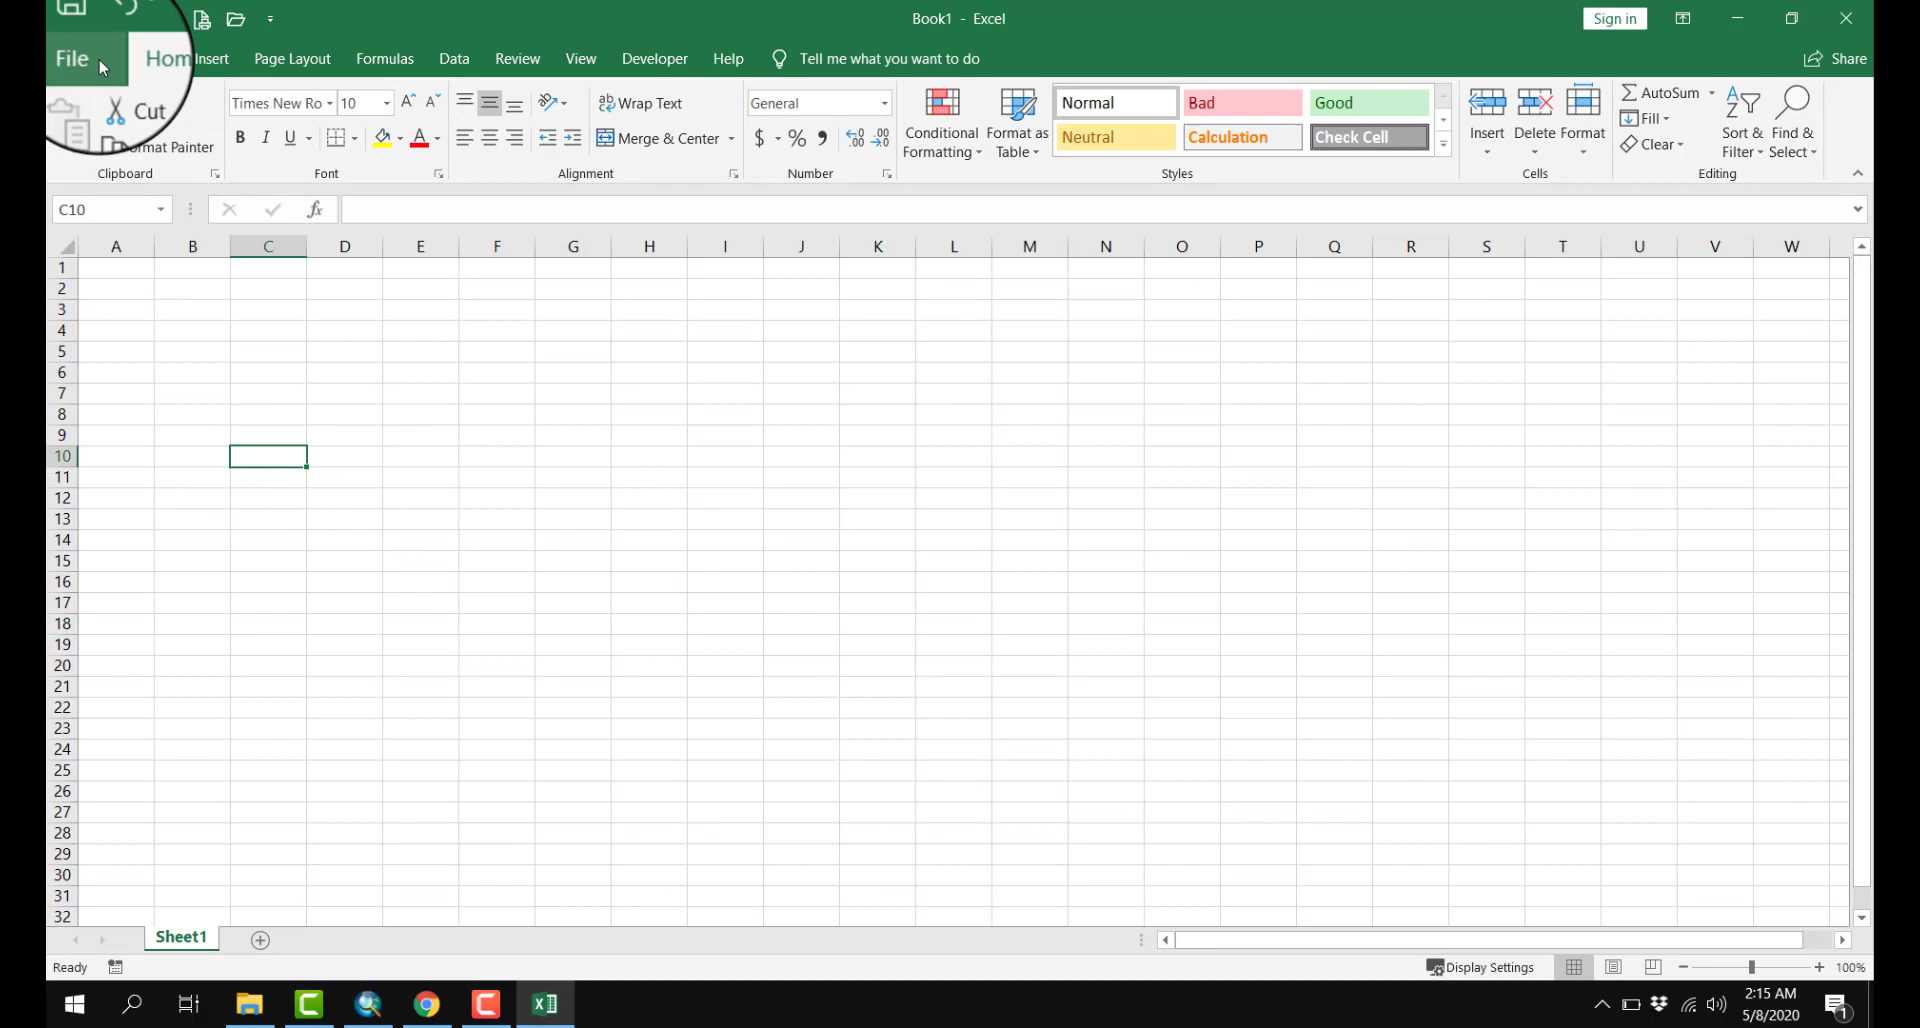 Book1 - Excel
Sign in
File
Hom
Insert
Page Layout
Formulas
Data
Review
View
Developer
Help
Tell me what you want to do
Share
Cut
ormat Painter
Clipboard
Times New Ro
10
B I U
Font
Wrap Text
Merge & Center
Alignment
General
$ % ,
Number
Conditional Formatting
Format as Table
Normal
Bad
Good
Neutral
Calculation
Check Cell
Styles
Insert
Delete
Format
Cells
AutoSum
Fill
Clear
Sort & Filter
Find & Select
Editing
C10
fx
A B C D E F G H I J K L M N O P Q R S T U V W
1
2
3
4
5
6
7
8
9
10
11
12
13
14
15
16
17
18
19
20
21
22
23
24
25
26
27
28
29
30
31
32
Sheet1
Ready
Display Settings
100%
2:15 AM
5/8/2020
1